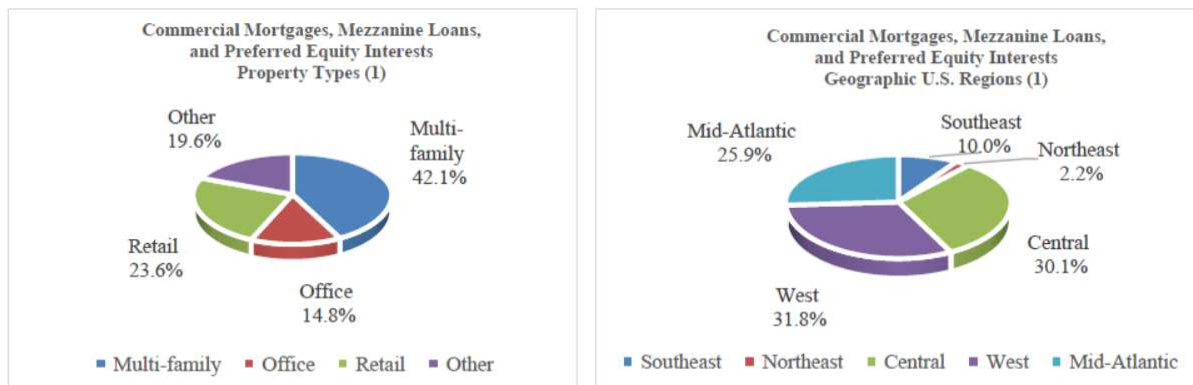 Commercial Mortgages, Mezzanine Loans,
and Preferred Equity Interests
Property Types (1)
Other
19.6%
Multi-
family
42.1%
Retail
23.6%
Office
14.8%
Multi-family Office Retail Other
Commercial Mortgages, Mezzanine Loans,
and Preferred Equity Interests
Geographic U.S. Regions (1)
Mid-Atlantic
25.9%
Southeast
10.0%
Northeast
2.2%
Central
30.1%
West
31.8%
Southeast Northeast Central West Mid-Atlantic